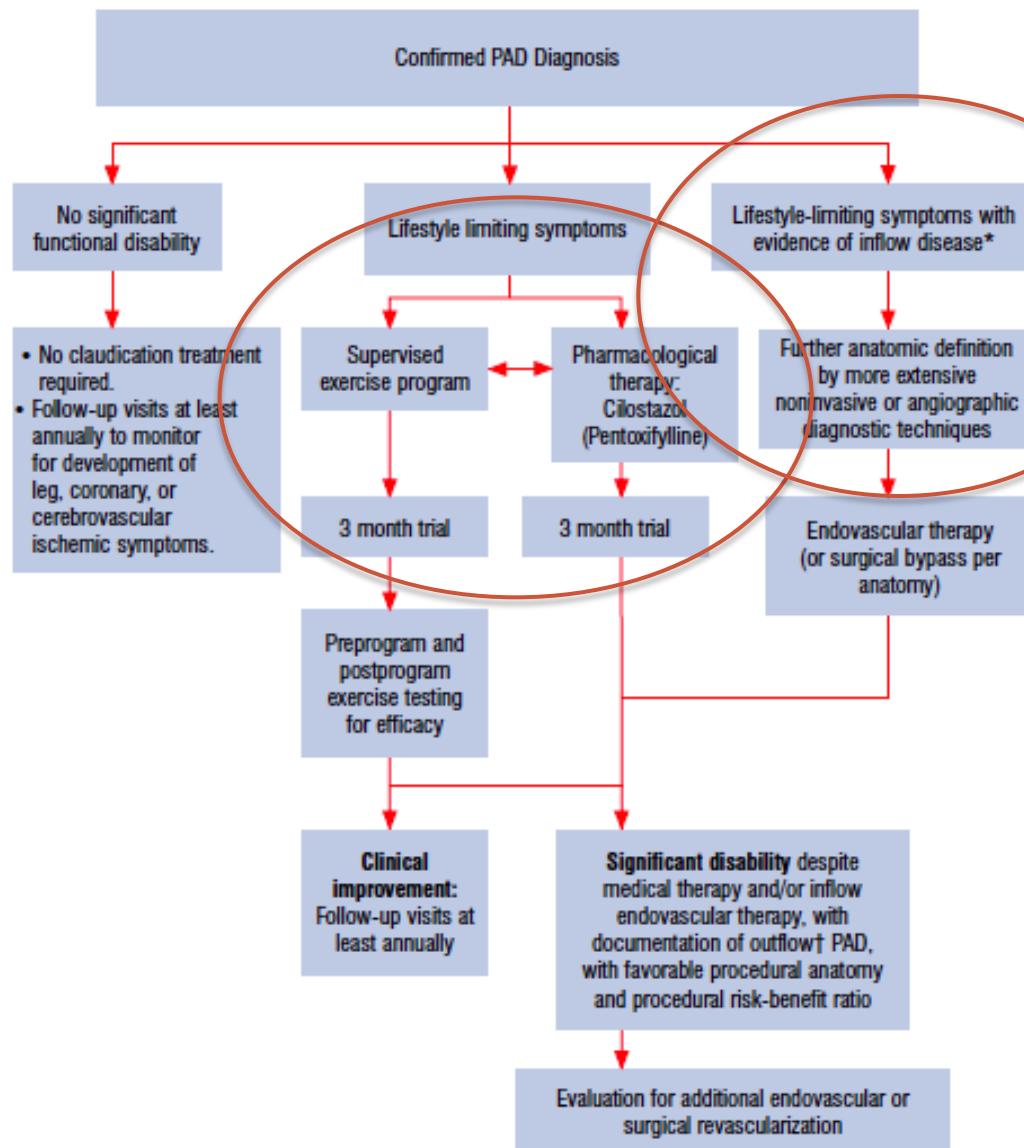 Confirmed PAD Diagnosis
No significant
functional disability
Lifestyle limiting symptoms
Lifestyle-limiting symptoms with
evidence of inflow disease*
• No claudication treatment
required.
• Follow-up visits at least
annually to monitor
for development of
leg, coronary, or
cerebrovascular
ischemic symptoms.
Supervised
exercise program
Pharmacological
therapy:
Cilostazol
(Pentoxifylline)
Further anatomic definition
by more extensive
noninvasive or angiographic
diagnostic techniques
3 month trial
3 month trial
Endovascular therapy
(or surgical bypass per
anatomy)
Preprogram and
postprogram
exercise testing
for efficacy
Clinical
improvement:
Follow-up visits at
least annually
Significant disability despite
medical therapy and/or inflow
endovascular therapy, with
documentation of outflow† PAD,
with favorable procedural anatomy
and procedural risk-benefit ratio
Evaluation for additional endovascular or
surgical revascularization